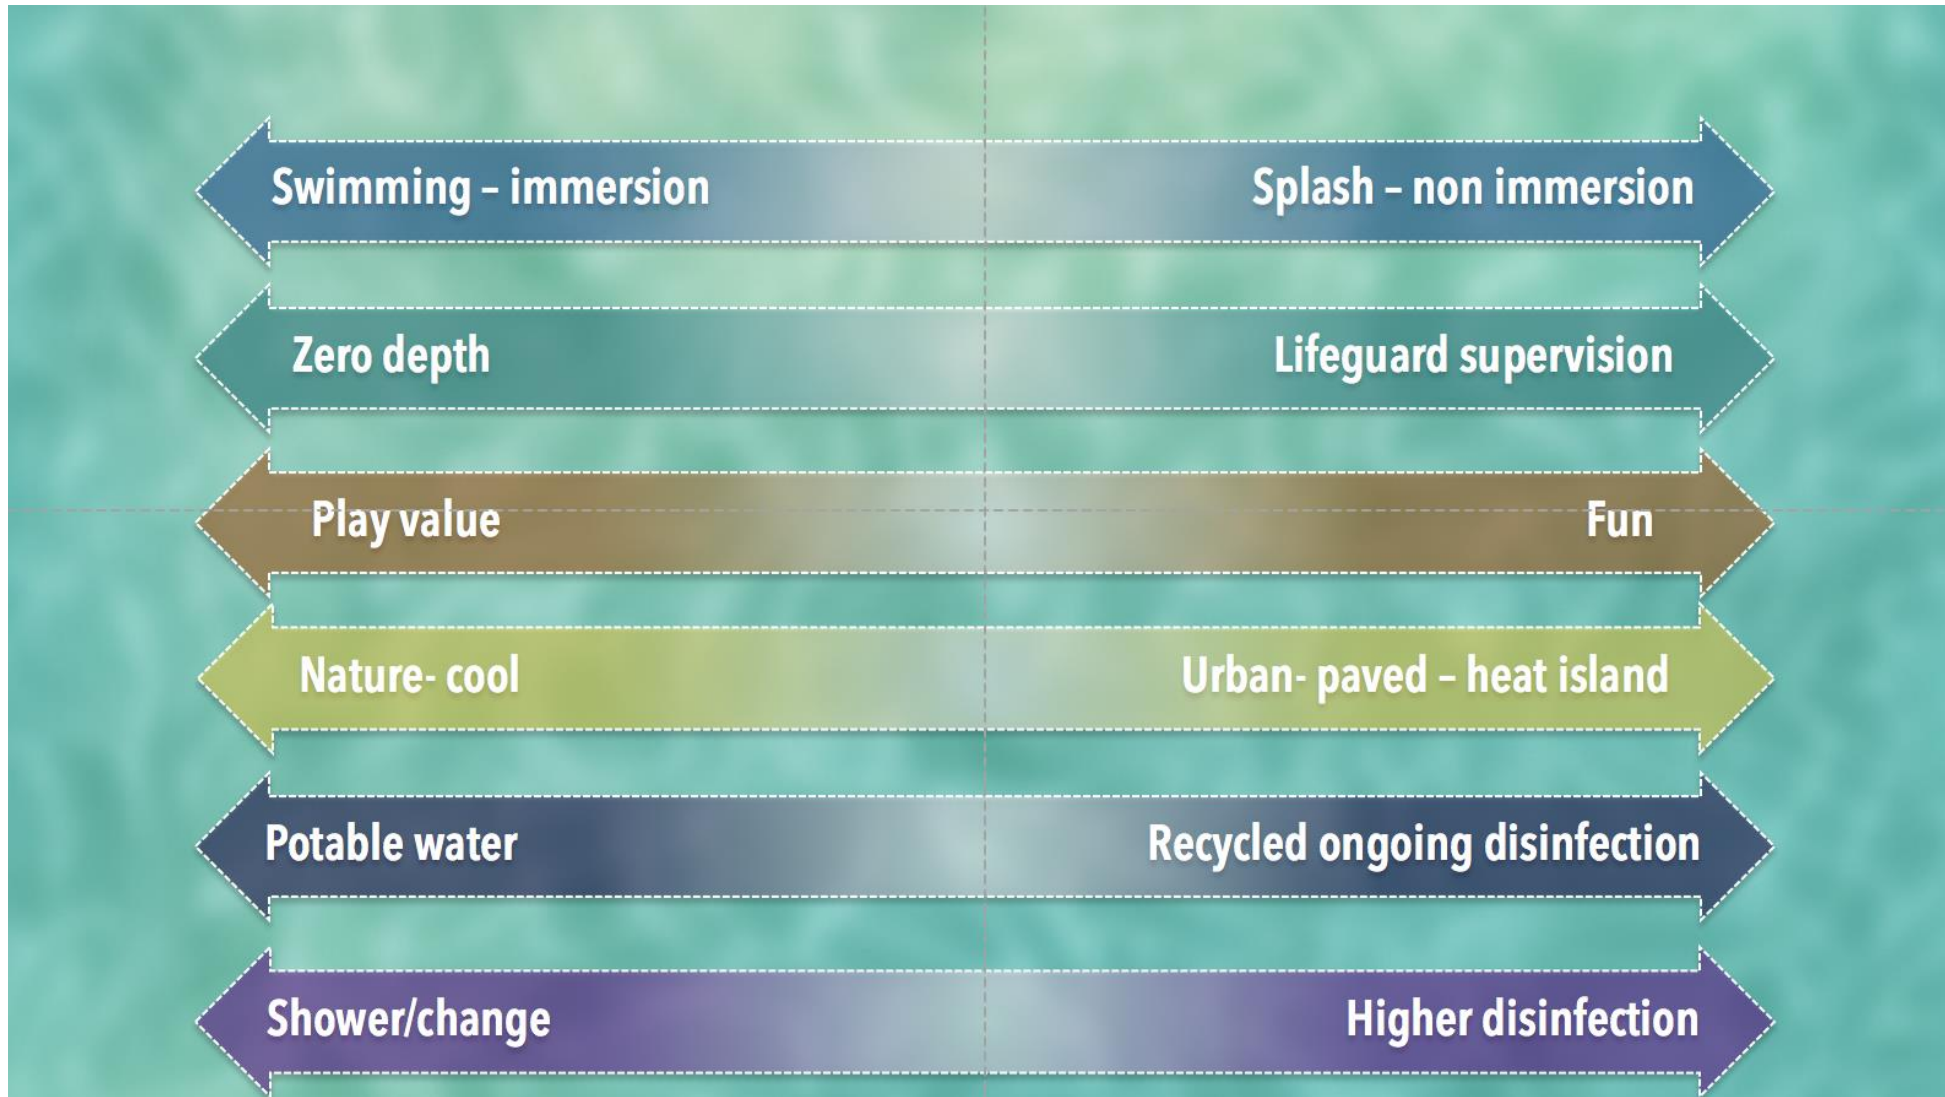 Swimming – immersion
Splash – non immersion
Zero depth
Lifeguard supervision
Play value
Fun
Nature- cool
Urban- paved – heat island
Potable water
Recycled ongoing disinfection
Shower/change
Higher disinfection